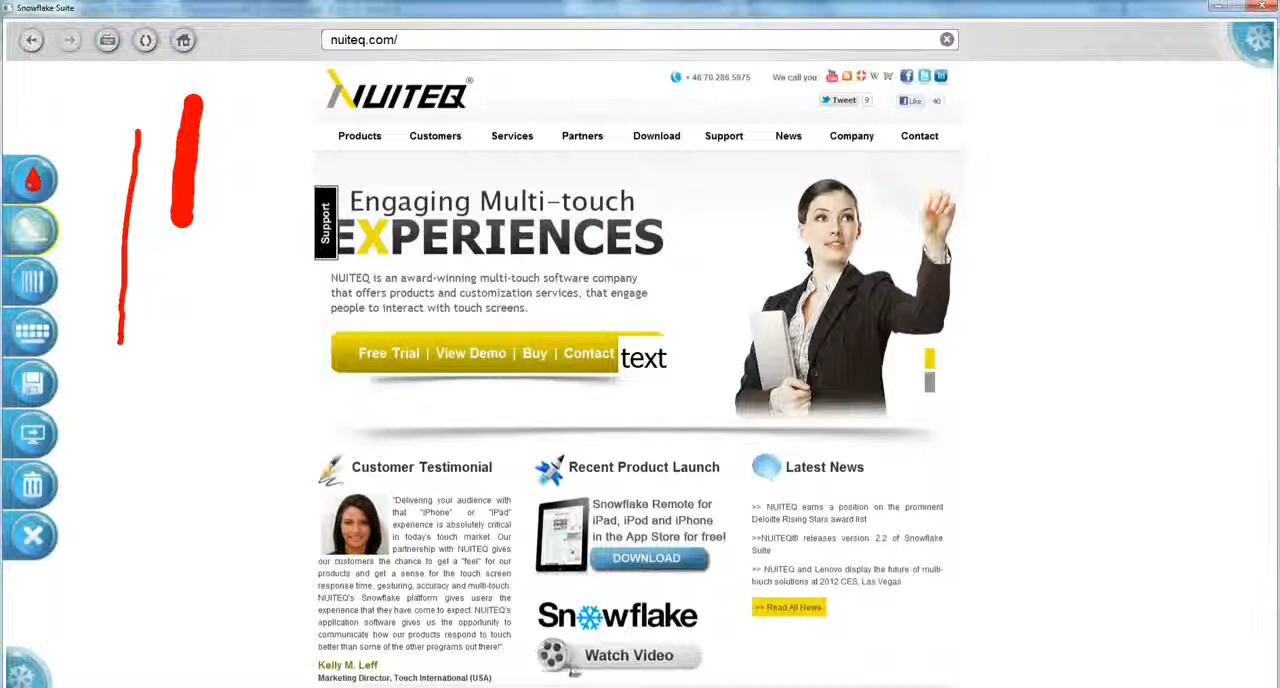 Snowflake Suite
nuiteq.com/
NUITEQ®
+ 46 70 286 5975
We call you
Tweet 9
Like 40
Products Customers Services Partners Download Support News Company Contact
Support
Engaging Multi-touch
EXPERIENCES
NUITEQ is an award-winning multi-touch software company
that offers products and customization services, that engage
people to interact with touch screens.
Free Trial | View Demo | Buy | Contact
text
Customer Testimonial
"Delivering your audience with
that "iPhone" or "iPad"
experience is absolutely critical
in today's touch market. Our
partnership with NUITEQ gives
our customers the chance to get a "feel" for our
products and get a sense for the touch screen
response time, gesturing, accuracy and multi-touch.
NUITEQ's Snowflake platform gives users the
experience that they have come to expect. NUITEQ's
application software gives us the opportunity to
communicate how our products respond to touch
better than some of the other programs out there!".
Kelly M. Leff
Marketing Director, Touch International (USA)
Recent Product Launch
Snowflake Remote for
iPad, iPod and iPhone
in the App Store for free!
DOWNLOAD
Snowflake
Watch Video
Latest News
>> NUITEQ earns a position on the prominent
Deloitte Rising Stars award list
>>NUITEQ® releases version 2.2 of Snowflake
Suite
>> NUITEQ and Lenovo display the future of multi-
touch solutions at 2012 CES, Las Vegas
>> Read All News